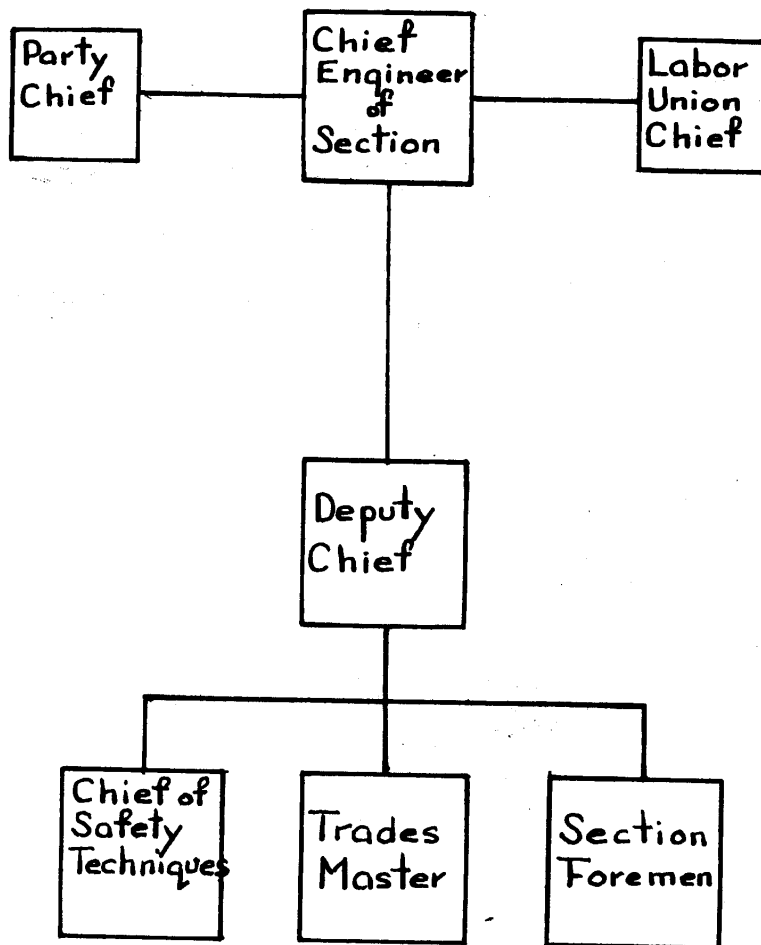 Party
Chief
Chief
Engineer
of
Section
Labor
Union
Chief
Deputy
Chief
Chief of
Safety
Techniques
Trades
Master
Section
Foremen